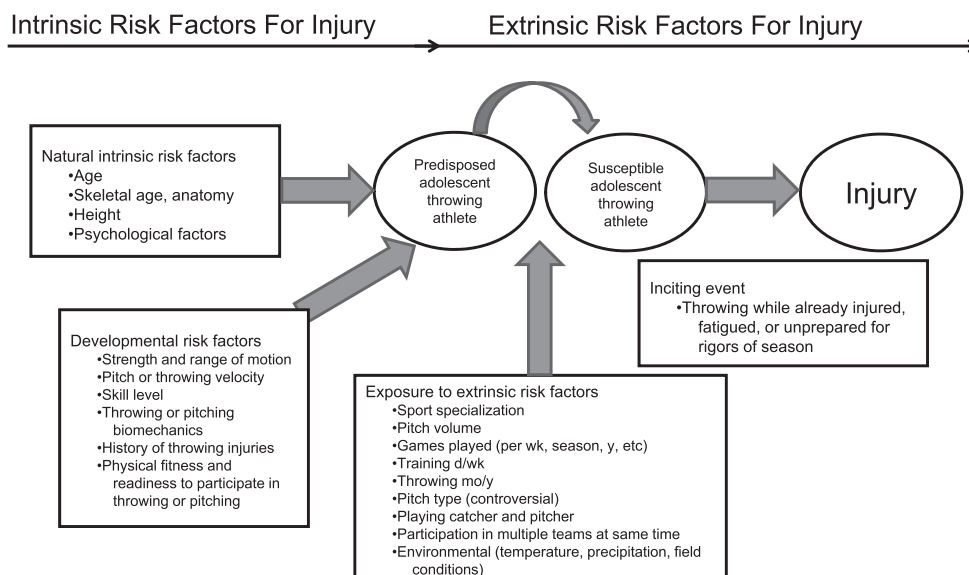 Intrinsic Risk Factors For Injury
Extrinsic Risk Factors For Injury
Natural intrinsic risk factors
•Age
•Skeletal age, anatomy
•Height
•Psychological factors
Predisposed
adolescent
throwing
athlete
Susceptible
adolescent
throwing
athlete
Injury
Inciting event
•Throwing while already injured,
fatigued, or unprepared for
rigors of season
Developmental risk factors
•Strength and range of motion
•Pitch or throwing velocity
•Skill level
•Throwing or pitching
biomechanics
•History of throwing injuries
•Physical fitness and
readiness to participate in
throwing or pitching
Exposure to extrinsic risk factors
•Sport specialization
•Pitch volume
•Games played (per wk, season, y, etc)
•Training d/wk
•Throwing mo/y
•Pitch type (controversial)
•Playing catcher and pitcher
•Participation in multiple teams at same time
•Environmental (temperature, precipitation, field
conditions)